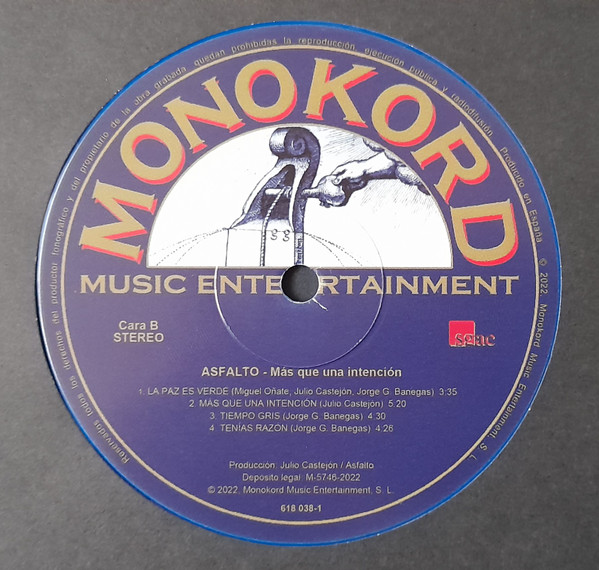 Reservados todos los derechos del productor fonográfico y del propietario de la obra grabada, quedan prohibidas la reproducción, ejecución pública y radiodifusión. Producido en España
© 2022, Monokord Music Entertainment, S. L.
MONOKORD
MUSIC ENTERTAINMENT
Cara B
STEREO
sgae
ASFALTO - Más que una intención
1. LA PAZ ES VERDE (Miguel Oñate, Julio Castejón, Jorge G. Banegas) 3:35
2. MÁS QUE UNA INTENCIÓN (Julio Castejón) 5:20
3. TIEMPO GRIS (Jorge G. Banegas) 4:30
4. TENÍAS RAZÓN (Jorge G. Banegas) 4:26
Producción: Julio Castejón / Asfalto
Deposito legal: M-5746-2022
© 2022, Monokord Music Entertainment, S. L.
618 038-1